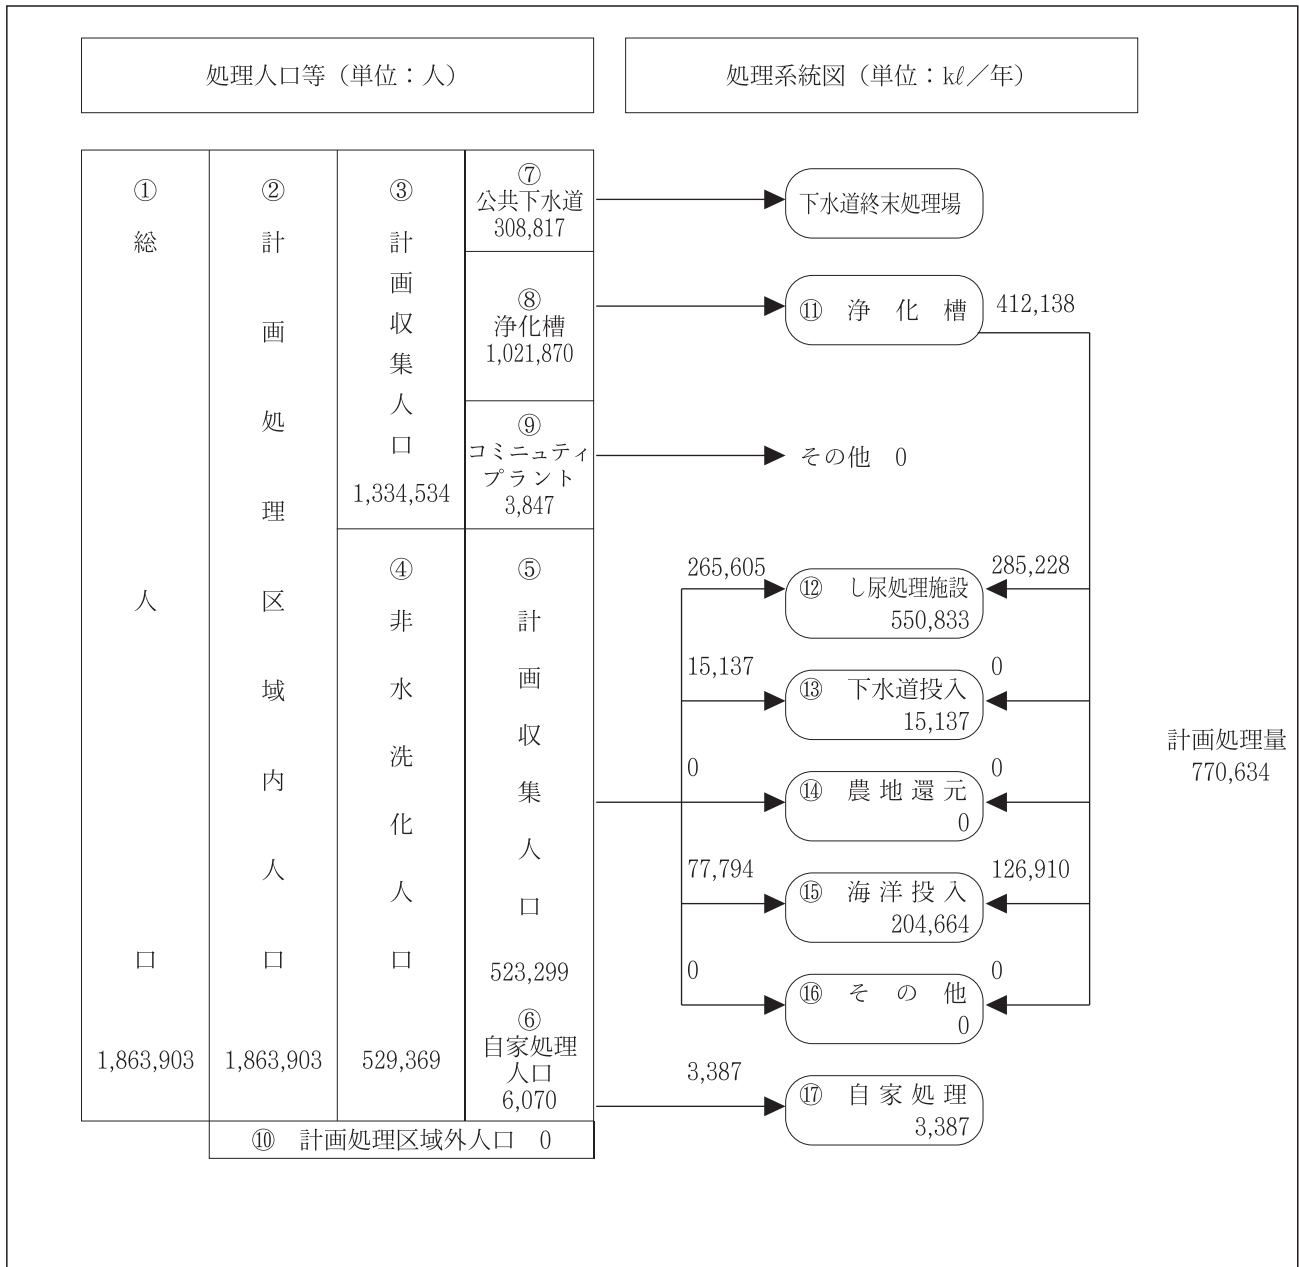 処理人口等（単位：人）
処理系統図（単位：kℓ／年）
① 総人口
1,863,903
② 計画処理区域内人口
1,863,903
③ 計画収集人口
1,334,534
④ 非水洗化人口
529,369
⑦
公共下水道
308,817
⑧
浄化槽
1,021,870
⑨
コミニュティ
プラント
3,847
⑤ 計画収集人口
523,299
⑥
自家処理
人口
6,070
⑩ 計画処理区域外人口 0
下水道終末処理場
⑪ 浄化槽 412,138
その他 0
265,605
⑫ し尿処理施設
550,833
285,228
15,137
⑬ 下水道投入
15,137
0
0
⑭ 農地還元
0
0
77,794
⑮ 海洋投入
204,664
126,910
0
⑯ その他
0
0
3,387
⑰ 自家処理
3,387
計画処理量
770,634